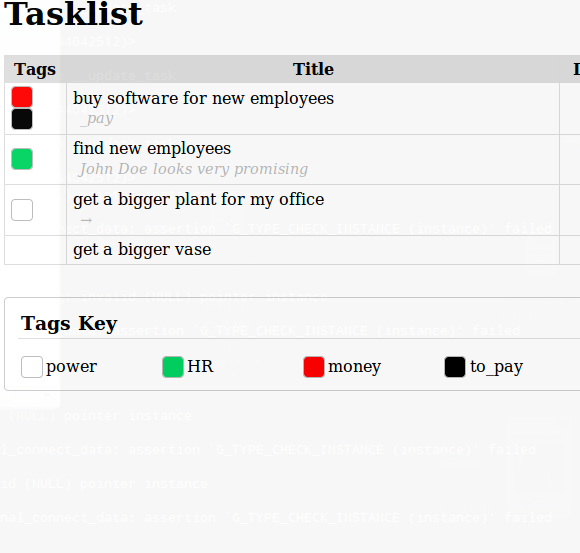 Tasklist
Tags Title
buy software for new employees
_pay
find new employees
John Doe looks very promising
get a bigger plant for my office
→
get a bigger vase
Tags Key
power HR money to_pay
update_task
data: assertion `G_TYPE_CHECK_INSTANCE (instance)' failed
invalid (NULL) pointer instance
assertion `G_TYPE_CHECK_INSTANCE (instance)' failed
(NULL) pointer instance
l_connect_data: assertion `G_TYPE_CHECK_INSTANCE (instance)' failed
id (NULL) pointer instance
nal_connect_data: assertion `G_TYPE_CHECK_INSTANCE (instance)' failed